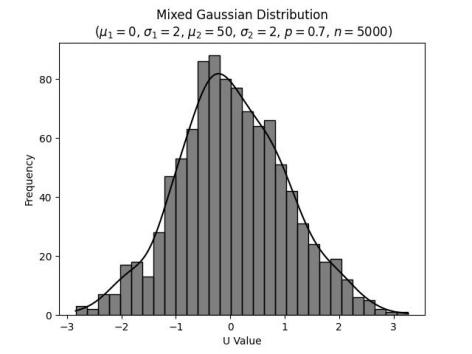 Mixed Gaussian Distribution
(μ₁ = 0, σ₁ = 2, μ₂ = 50, σ₂ = 2, p = 0.7, n = 5000)
80
60
40
20
0
Frequency
−3 −2 −1 0 1 2 3
U Value